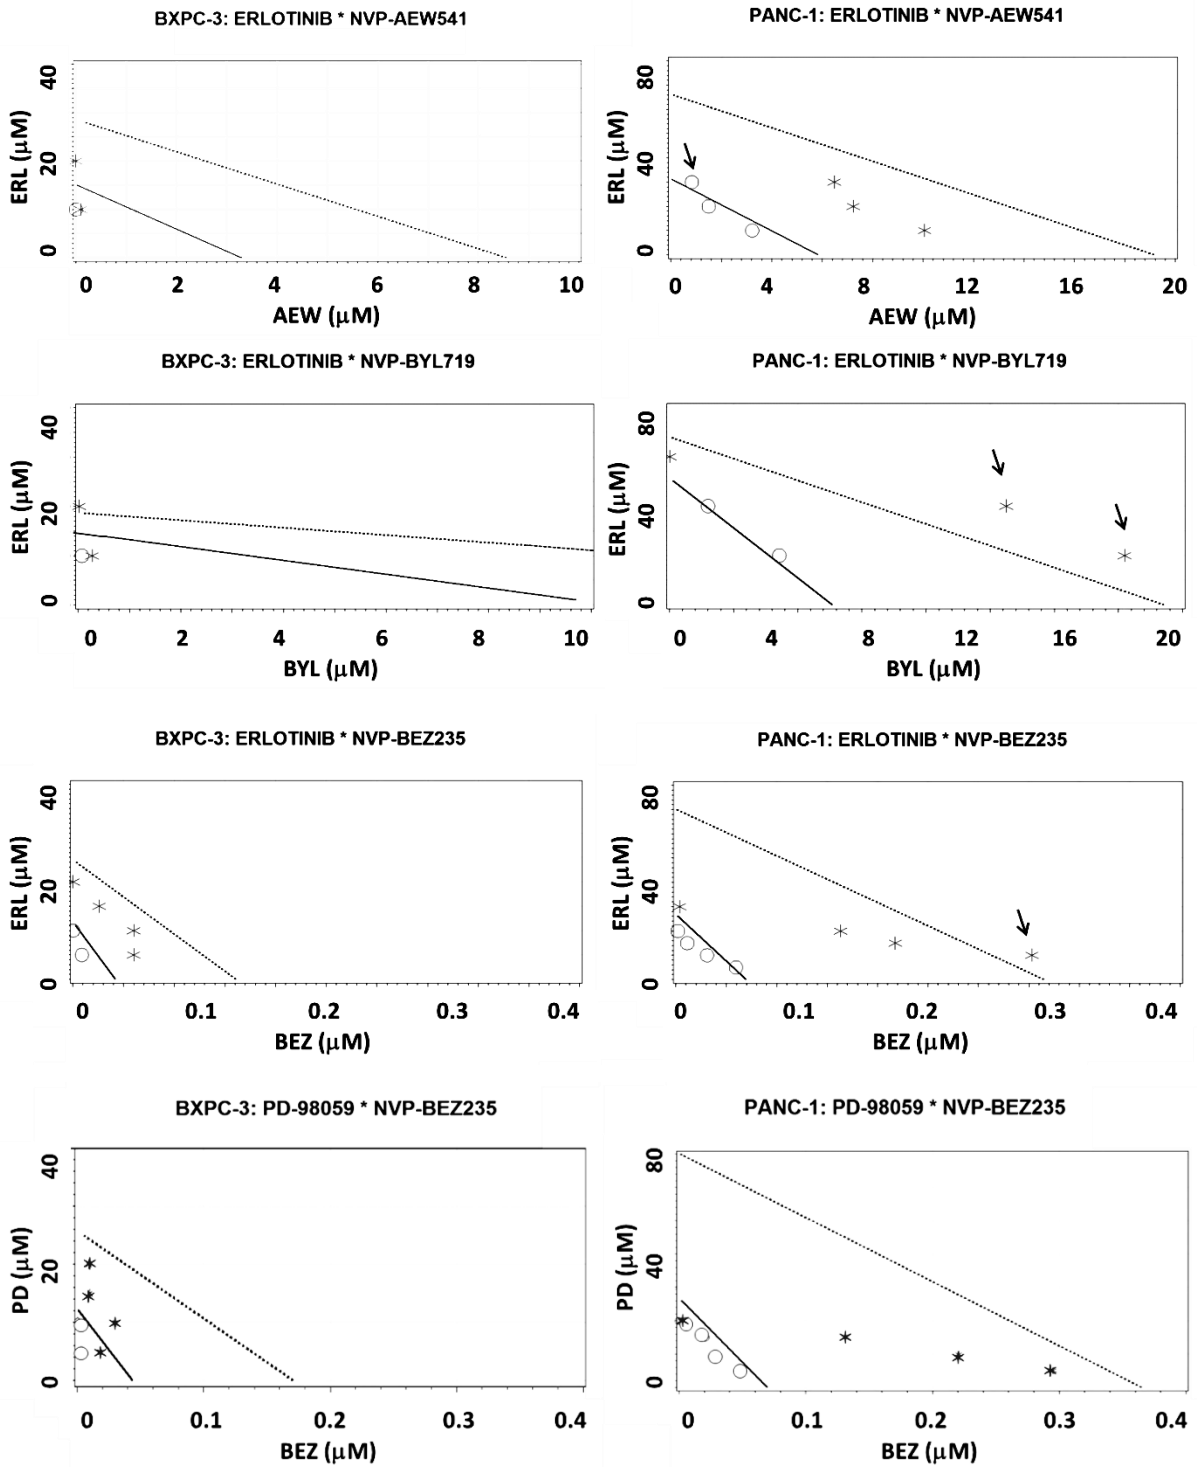 BXPC-3: ERLOTINIB * NVP-AEW541
ERL (μM)
40
20
0
0 2 4 6 8 10
AEW (μM)
PANC-1: ERLOTINIB * NVP-AEW541
ERL (μM)
80
40
0
0 4 8 12 16 20
AEW (μM)
BXPC-3: ERLOTINIB * NVP-BYL719
ERL (μM)
40
20
0
0 2 4 6 8 10
BYL (μM)
PANC-1: ERLOTINIB * NVP-BYL719
ERL (μM)
80
40
0
0 4 8 12 16 20
BYL (μM)
BXPC-3: ERLOTINIB * NVP-BEZ235
ERL (μM)
40
20
0
0 0.1 0.2 0.3 0.4
BEZ (μM)
PANC-1: ERLOTINIB * NVP-BEZ235
ERL (μM)
80
40
0
0 0.1 0.2 0.3 0.4
BEZ (μM)
BXPC-3: PD-98059 * NVP-BEZ235
PD (μM)
40
20
0
0 0.1 0.2 0.3 0.4
BEZ (μM)
PANC-1: PD-98059 * NVP-BEZ235
PD (μM)
80
40
0
0 0.1 0.2 0.3 0.4
BEZ (μM)